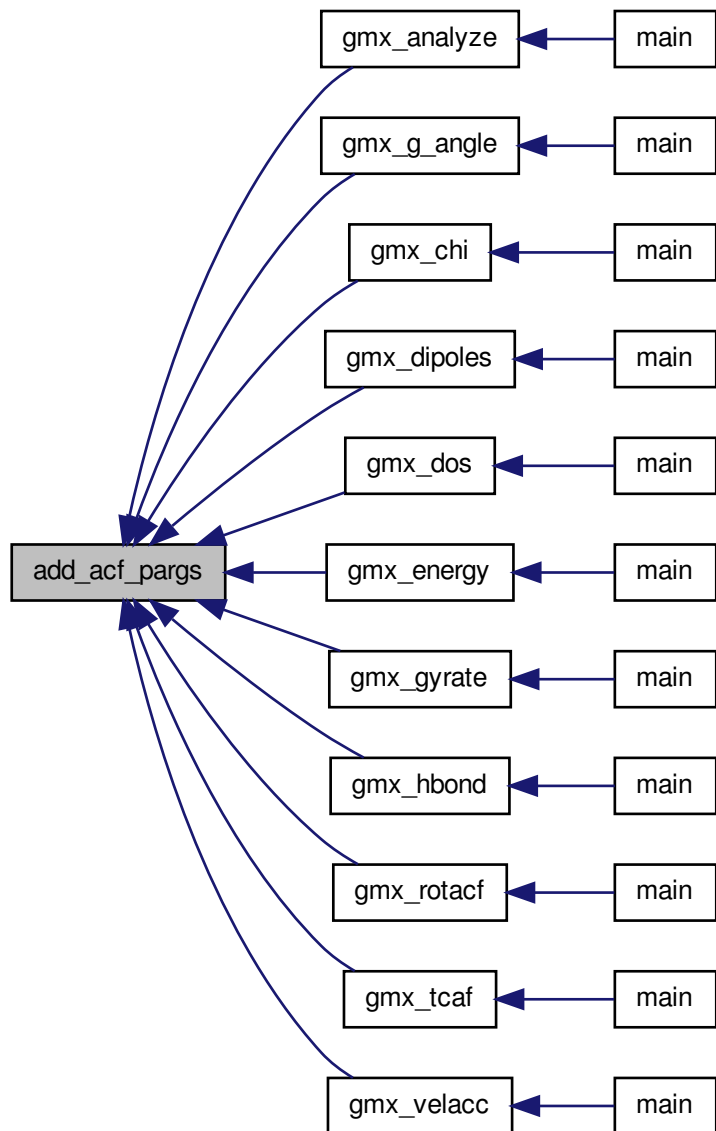 gmx_analyze main
gmx_g_angle main
gmx_chi main
gmx_dipoles main
gmx_dos main
add_acf_pargs gmx_energy main
gmx_gyrate main
gmx_hbond main
gmx_rotacf main
gmx_tcaf main
gmx_velacc main